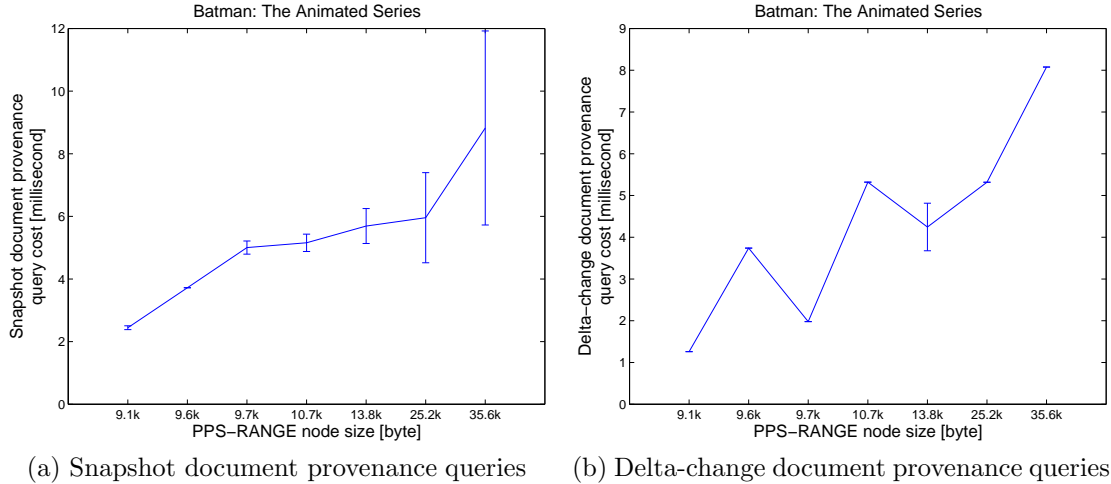 Batman: The Animated Series
12
10
8
6
4
2
0
Snapshot document provenance
query cost [millisecond]
9.1k 9.6k 9.7k 10.7k 13.8k 25.2k 35.6k
PPS−RANGE node size [byte]
(a) Snapshot document provenance queries
Batman: The Animated Series
9
8
7
6
5
4
3
2
1
0
Delta−change document provenance
query cost [millisecond]
9.1k 9.6k 9.7k 10.7k 13.8k 25.2k 35.6k
PPS−RANGE node size [byte]
(b) Delta-change document provenance queries